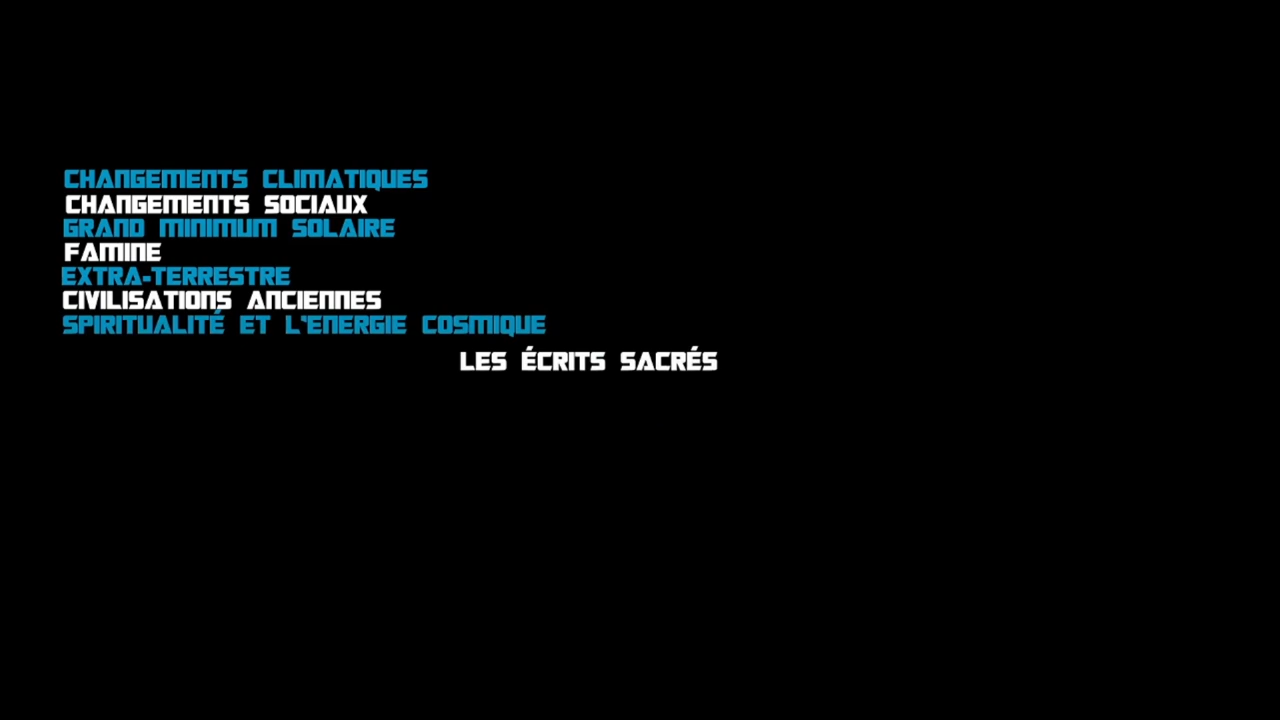 CHANGEMENTS CLIMATIQUES
CHANGEMENTS SOCIAUX
GRAND MINIMUM SOLAIRE
FAMINE
EXTRA-TERRESTRE
CIVILISATIONS ANCIENNES
SPIRITUALITÉ ET L'ENERGIE COSMIQUE
LES ÉCRITS SACRÉS